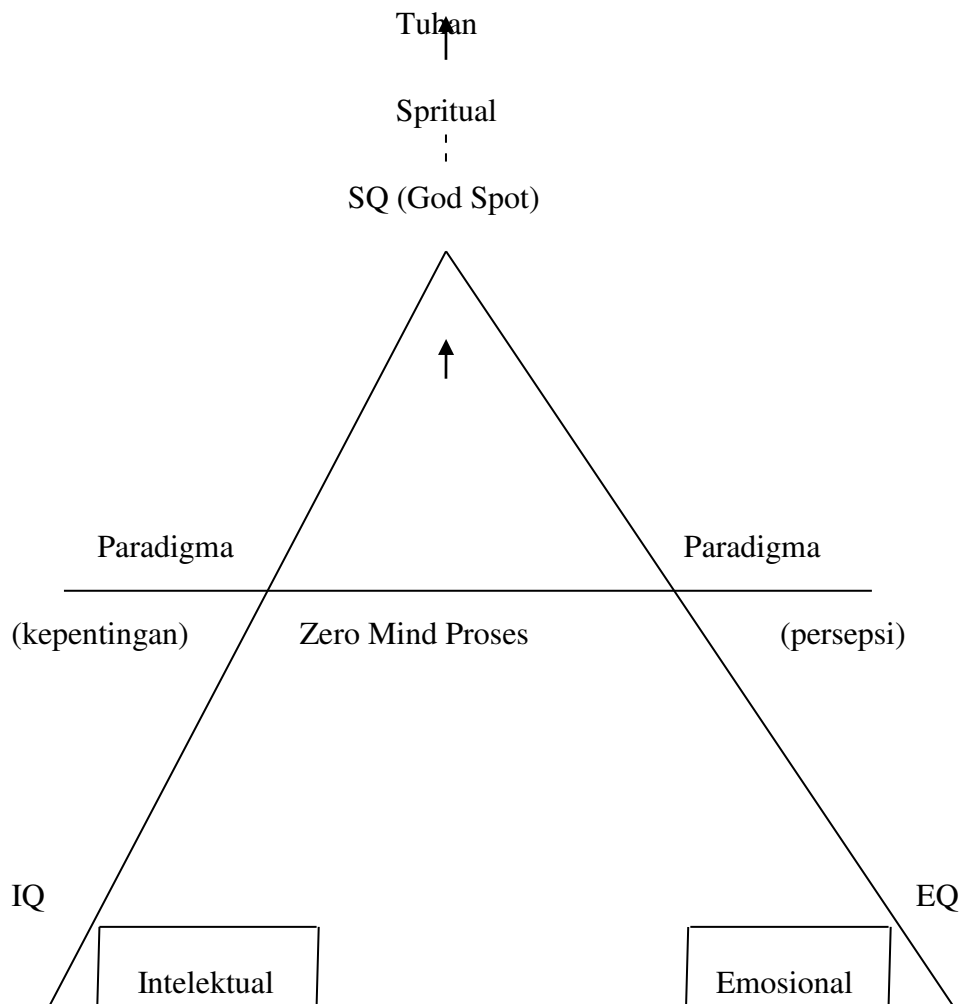 Tuhan
Spritual
SQ (God Spot)
Paradigma Paradigma
(kepentingan) Zero Mind Proses (persepsi)
IQ EQ
Intelektual Emosional